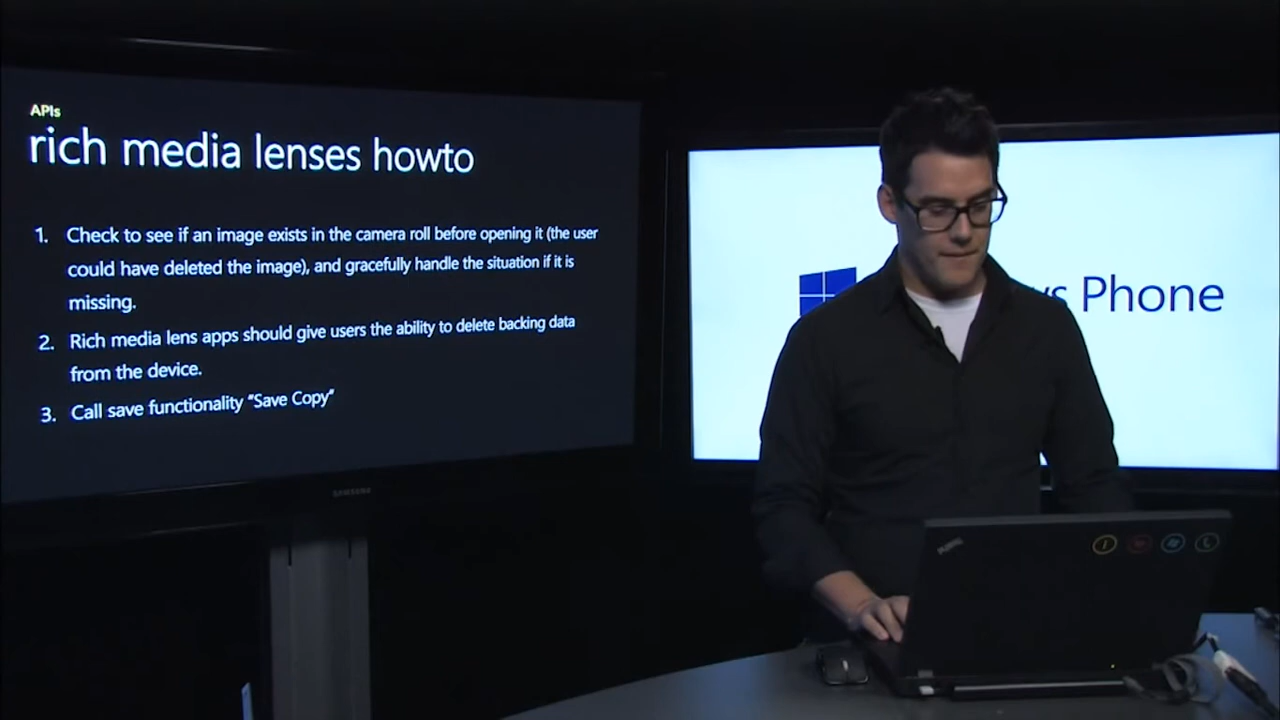 APIs
rich media lenses howto
1. Check to see if an image exists in the camera roll before opening it (the user
could have deleted the image), and gracefully handle the situation if it is
missing.
2. Rich media lens apps should give users the ability to delete backing data
from the device.
3. Call save functionality “Save Copy”
SAMSUNG
Phone
ThinkPad